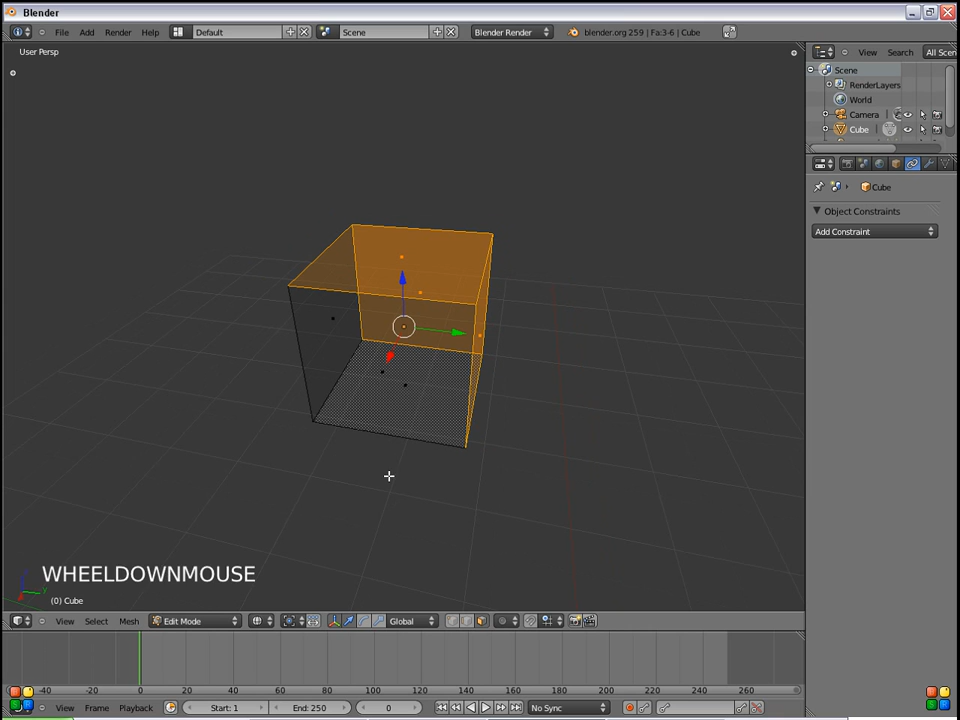 Blender
File Add Render Help Default Scene Blender Render blender.org 259 | Fa:3-6 | Cube
User Persp
View Search All Scen
Scene
RenderLayers
World
Camera
Cube
Cube
Object Constraints
Add Constraint
WHEELDOWNMOUSE
(0) Cube
View Select Mesh Edit Mode Global
-40 -20 0 20 40 60 80 100 120 140 160 180 200 220 240 260
View Frame Playback Start: 1 End: 250 0 No Sync